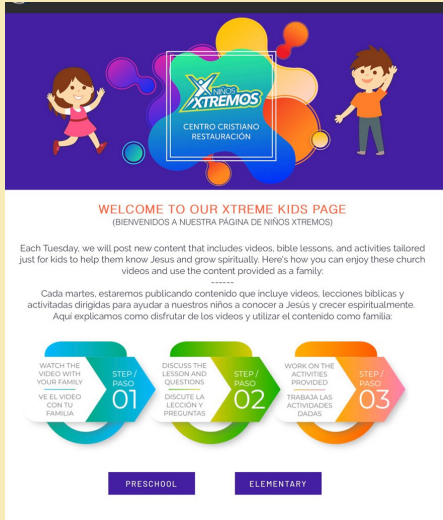 NIÑOS
XTREMOS
CENTRO CRISTIANO
RESTAURACIÓN
WELCOME TO OUR XTREME KIDS PAGE
(BIENVENIDOS A NUESTRA PÁGINA DE NIÑOS XTREMOS)
Each Tuesday, we will post new content that includes videos, bible lessons, and activities tailored
just for kids to help them know Jesus and grow spiritually. Here's how you can enjoy these church
videos and use the content provided as a family:
------
Cada martes, estaremos publicando contenido que incluye videos, lecciones biblicas y
activitadas dirigidas para ayudar a nuestros niños a conocer a Jesús y crecer espiritualmente.
Aquí explicamos como disfrutar de los videos y utilizar el contenido como familia:
WATCH THE
VIDEO WITH
YOUR FAMILY
VE EL VIDEO
CON TU
FAMILIA
STEP /
PASO
01
DISCUSS THE
LESSON AND
QUESTIONS
DISCUTE LA
LECCIÓN Y
PREGUNTAS
STEP /
PASO
02
WORK ON THE
ACTIVITIES
PROVIDED
TRABAJA LAS
ACTIVIDADES
DADAS
STEP /
PASO
03
PRESCHOOL
ELEMENTARY